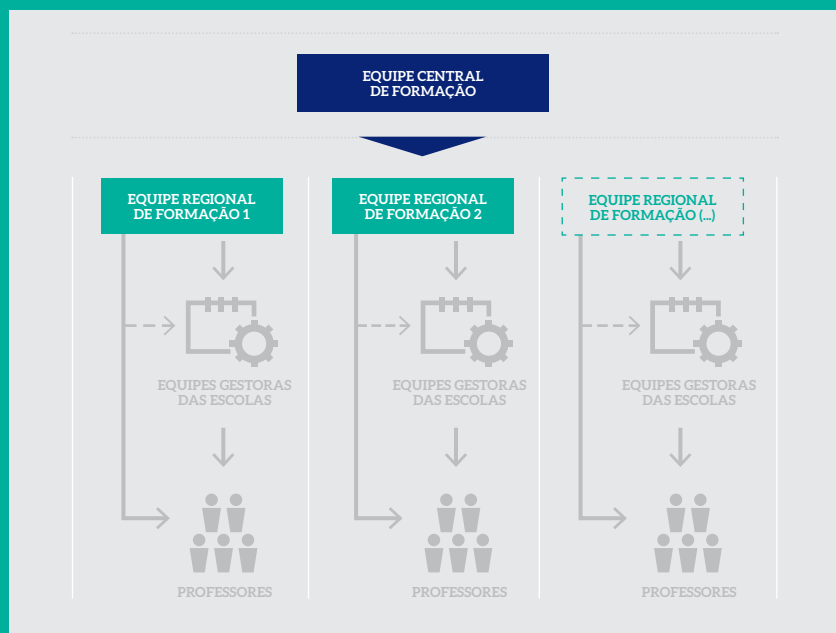 EQUIPE CENTRAL
DE FORMAÇÃO
EQUIPE REGIONAL
DE FORMAÇÃO 1
EQUIPE REGIONAL
DE FORMAÇÃO 2
EQUIPE REGIONAL
DE FORMAÇÃO (...)
EQUIPES GESTORAS
DAS ESCOLAS
EQUIPES GESTORAS
DAS ESCOLAS
EQUIPES GESTORAS
DAS ESCOLAS
PROFESSORES
PROFESSORES
PROFESSORES